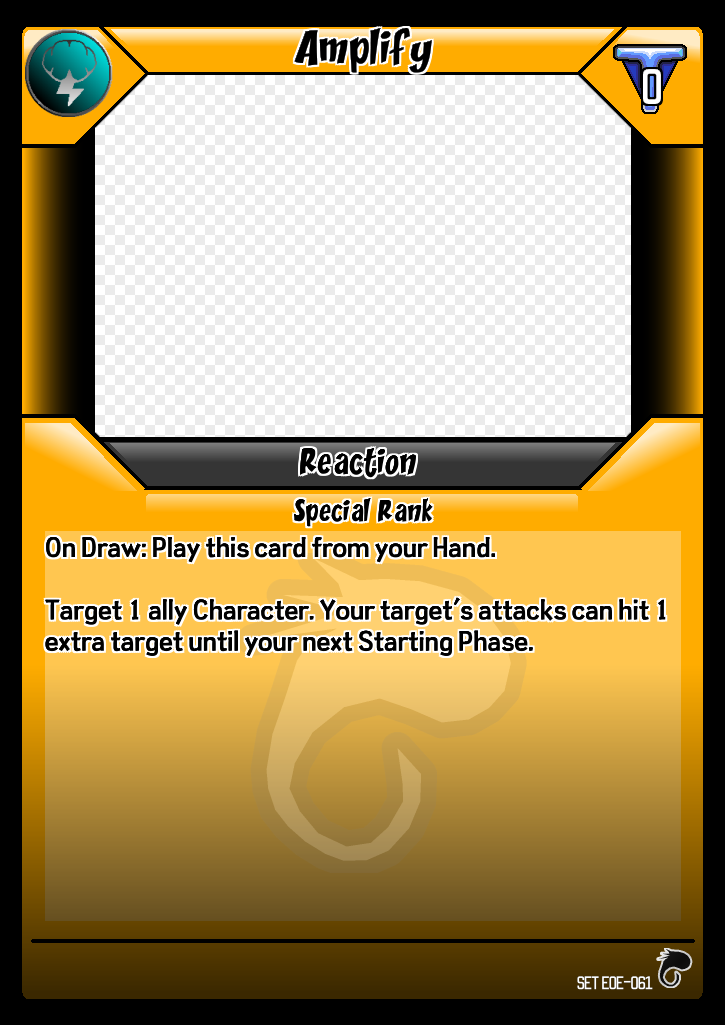 Amplify
0
Reaction
Special Rank
On Draw: Play this card from your Hand.
Target 1 ally Character. Your target's attacks can hit 1
extra target until your next Starting Phase.
SET EOE-061